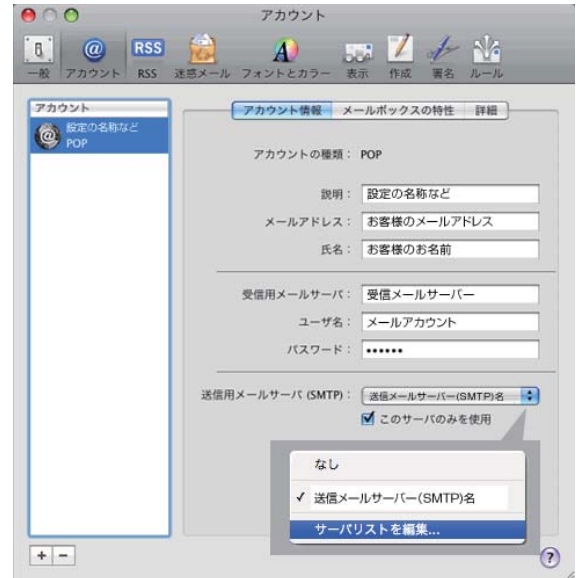 アカウント
一般 アカウント RSS 迷惑メール フォントとカラー 表示 作成 署名 ルール
アカウント
設定の名称など
POP
アカウント情報 メールボックスの特性 詳細
アカウントの種類： POP
説明： 設定の名称など
メールアドレス： お客様のメールアドレス
氏名： お客様のお名前
受信用メールサーバ： 受信メールサーバー
ユーザ名： メールアカウント
パスワード： ••••••
送信用メールサーバ (SMTP)： 送信メールサーバー(SMTP)名
このサーバのみを使用
なし
✓ 送信メールサーバー(SMTP)名
サーバリストを編集...
+ − ?